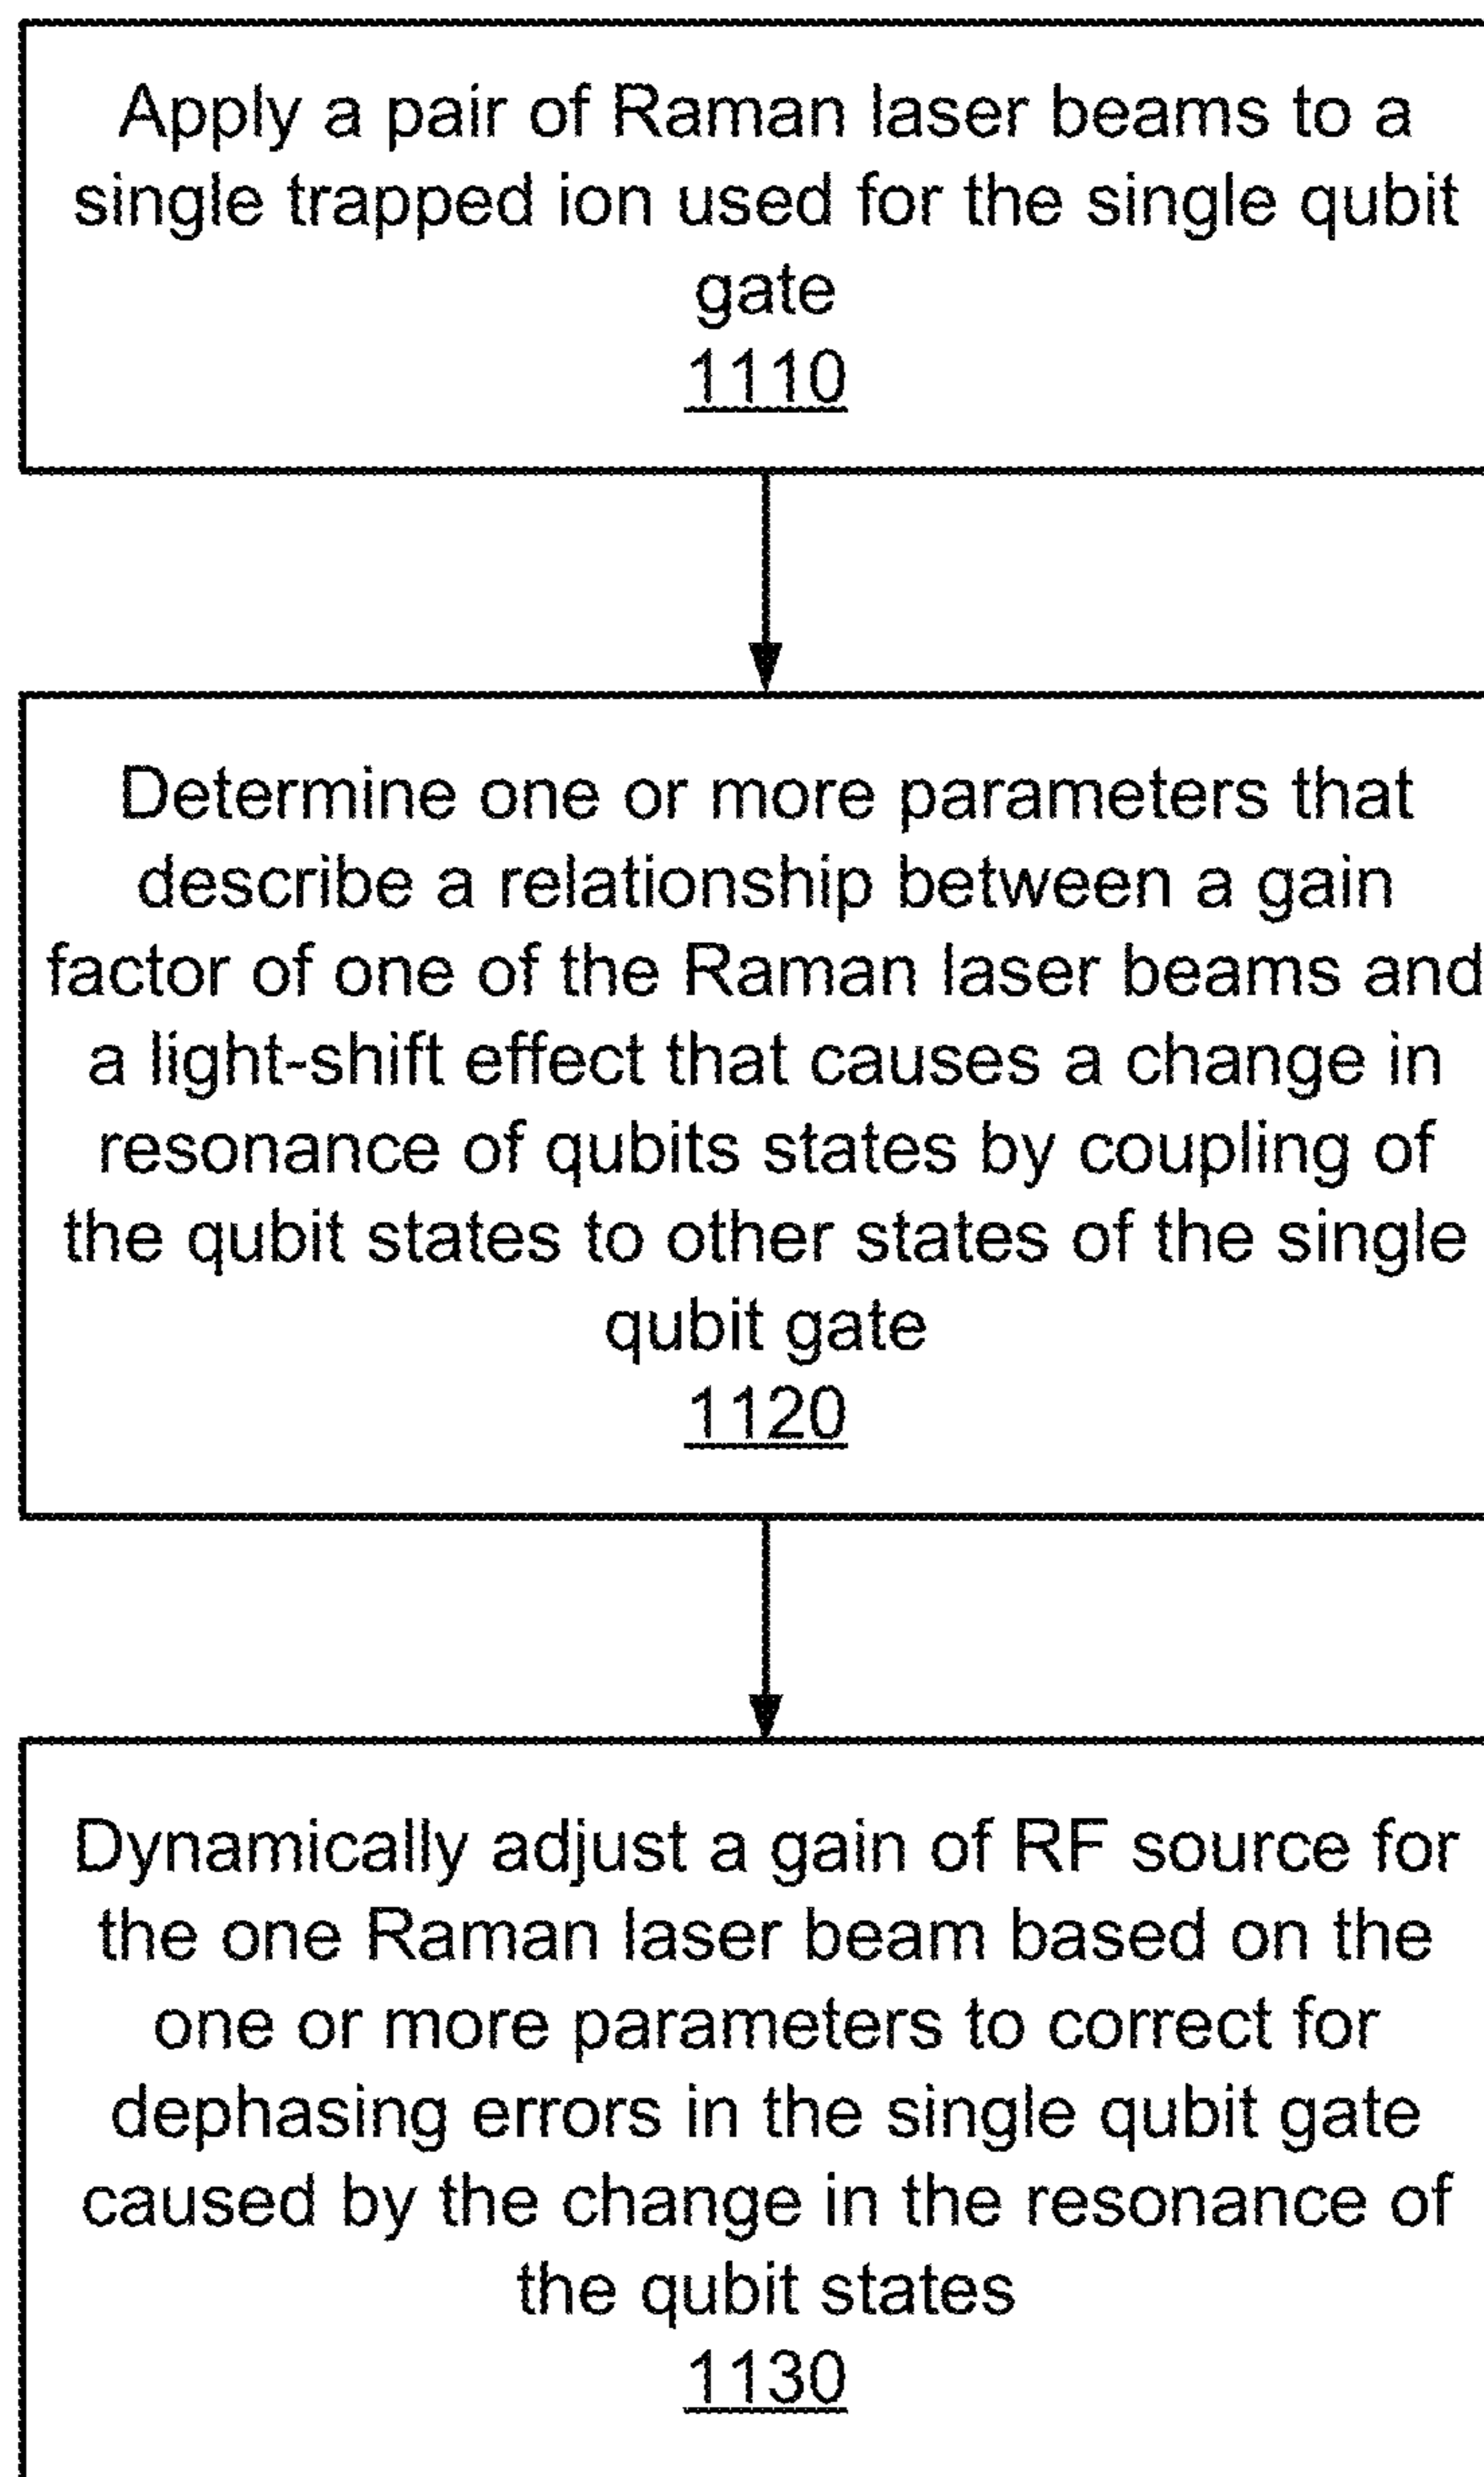 Apply a pair of Raman laser beams to a
single trapped ion used for the single qubit
gate
1110
Determine one or more parameters that
describe a relationship between a gain
factor of one of the Raman laser beams and
a light-shift effect that causes a change in
resonance of qubits states by coupling of
the qubit states to other states of the single
qubit gate
1120
Dynamically adjust a gain of RF source for
the one Raman laser beam based on the
one or more parameters to correct for
dephasing errors in the single qubit gate
caused by the change in the resonance of
the qubit states
1130